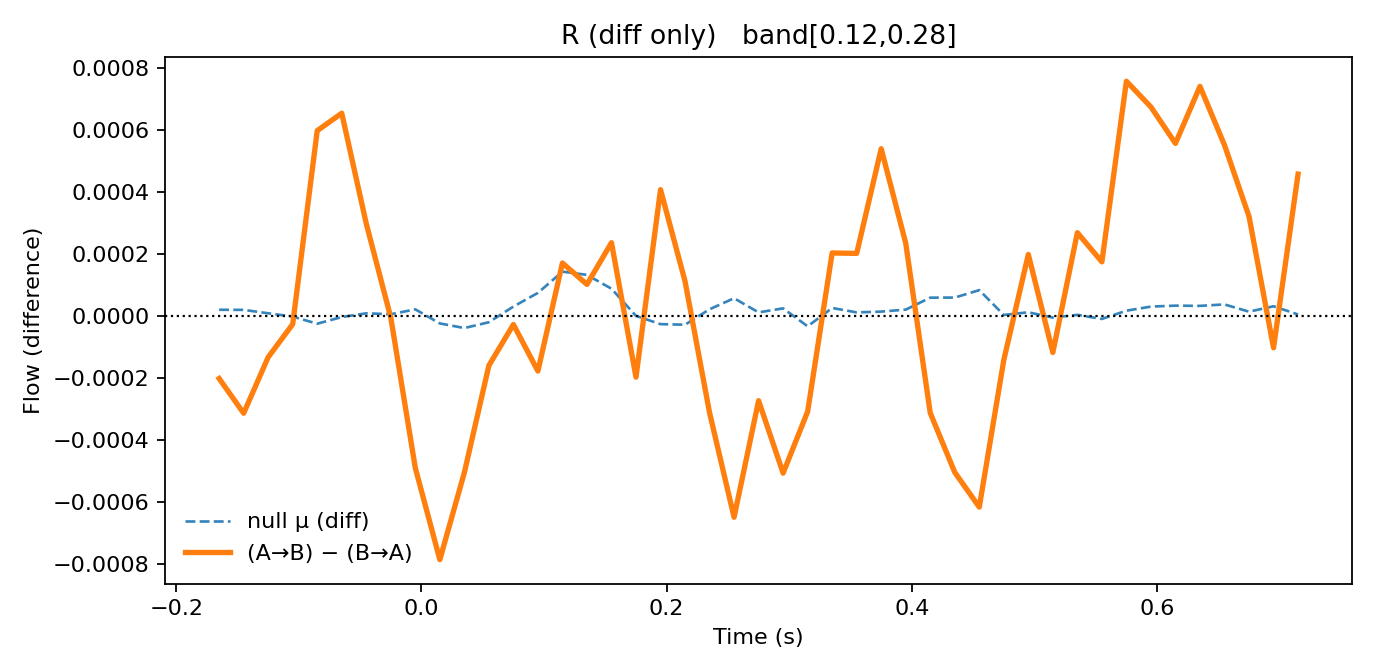 R (diff only)   band[0.12,0.28]
0.0008
0.0006
0.0004
0.0002
0.0000
−0.0002
−0.0004
−0.0006
−0.0008
Flow (difference)
null μ (diff)
(A→B) − (B→A)
−0.2
0.0
0.2
0.4
0.6
Time (s)